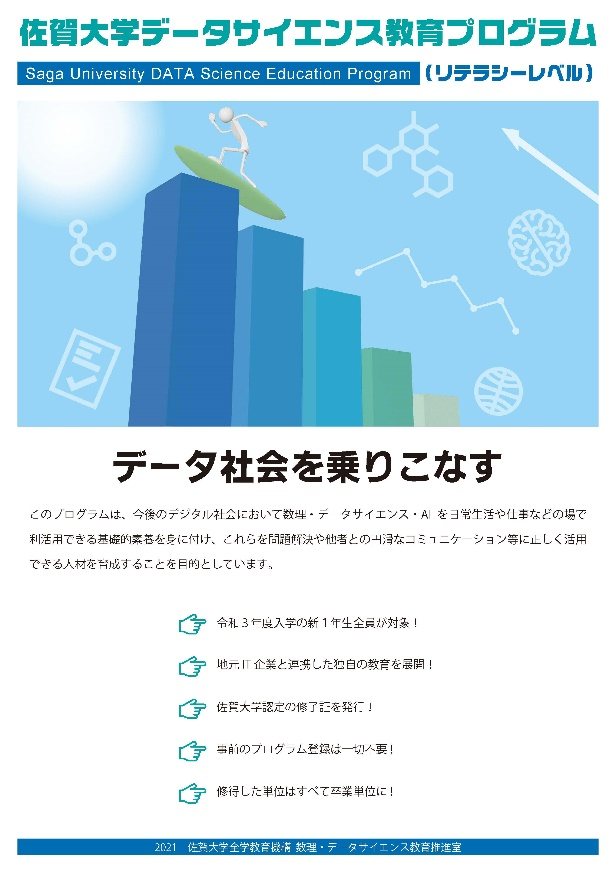 佐賀大学データサイエンス教育プログラム
Saga University DATA Science Education Program （リテラシーレベル）
データ社会を乗りこなす
このプログラムは、今後のデジタル社会において数理・データサイエンス・AI を日常生活や仕事などの場で
利活用できる基礎的素養を身に付け、これらを問題解決や他者との円滑なコミュニケーション等に正しく活用
できる人材を育成することを目的としています。
令和３年度入学の新１年生全員が対象！
地元 IT 企業と連携した独自の教育を展開！
佐賀大学認定の修了証を発行！
事前のプログラム登録は一切不要！
修得した単位はすべて卒業単位に！
2021 佐賀大学全学教育機構 数理・データサイエンス教育推進室